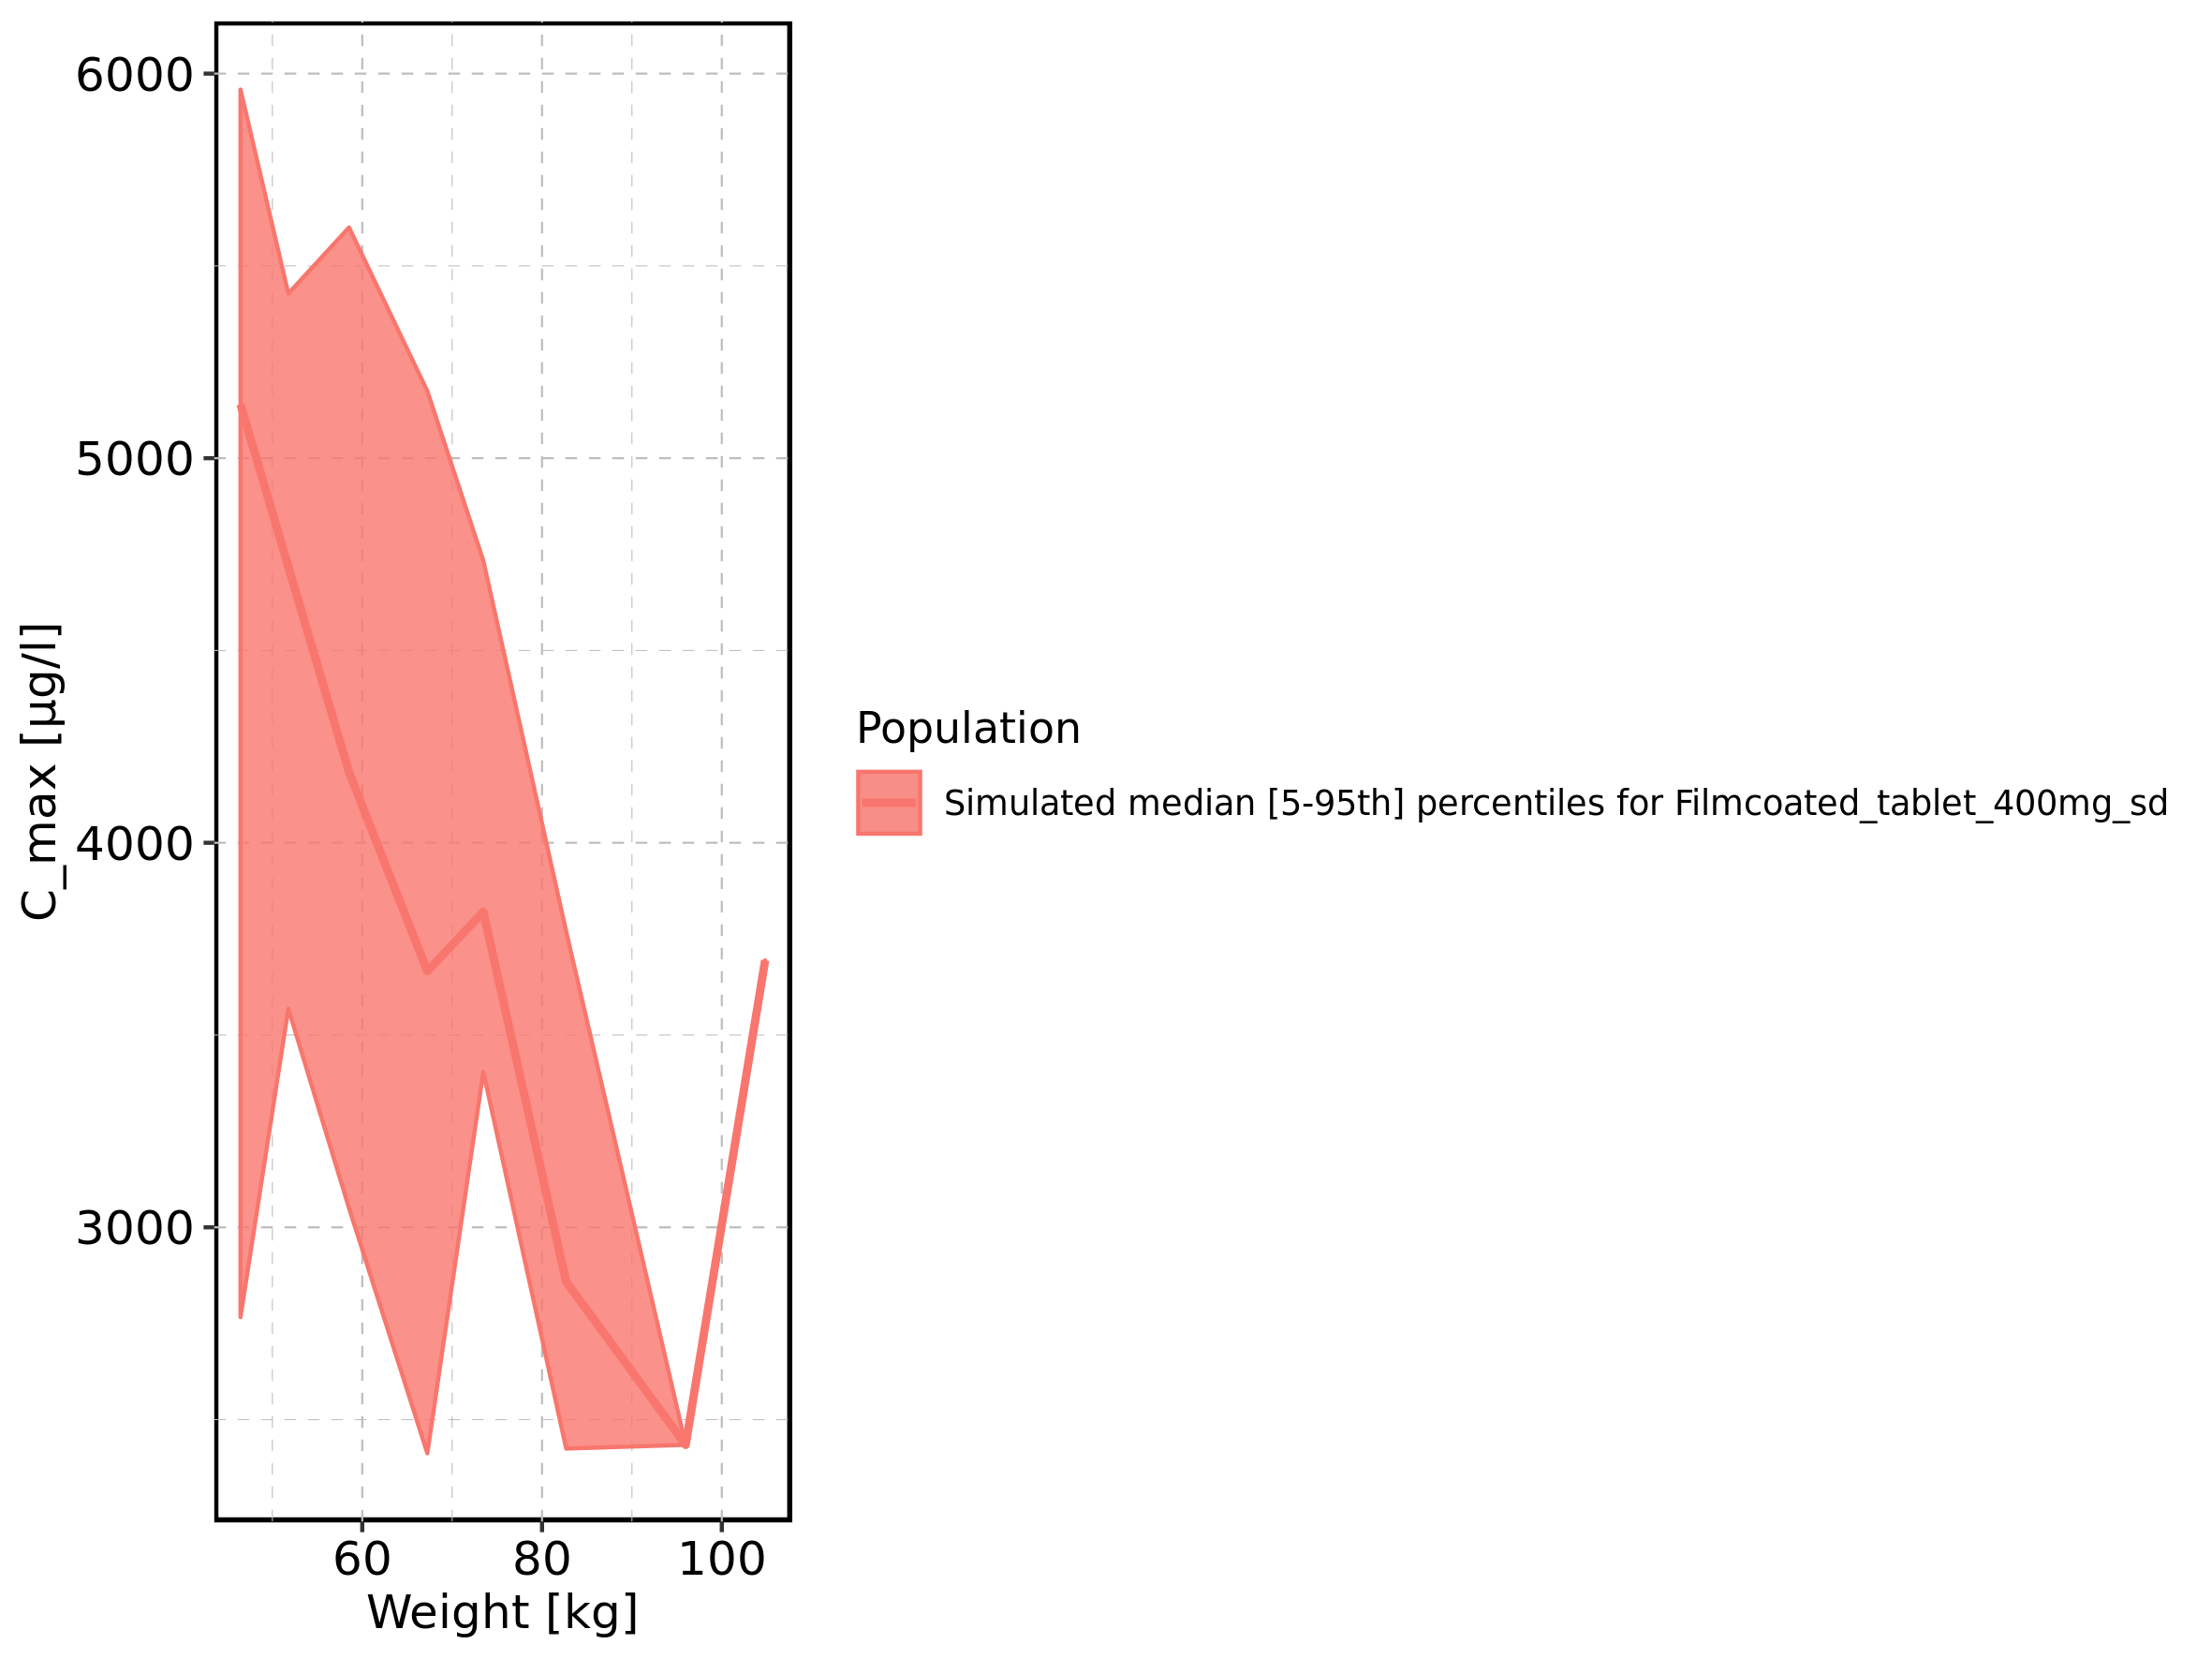 6000
5000
4000
3000
C_max [µg/l]
60 80 100
Weight [kg]
Population
Simulated median [5-95th] percentiles for Filmcoated_tablet_400mg_sd